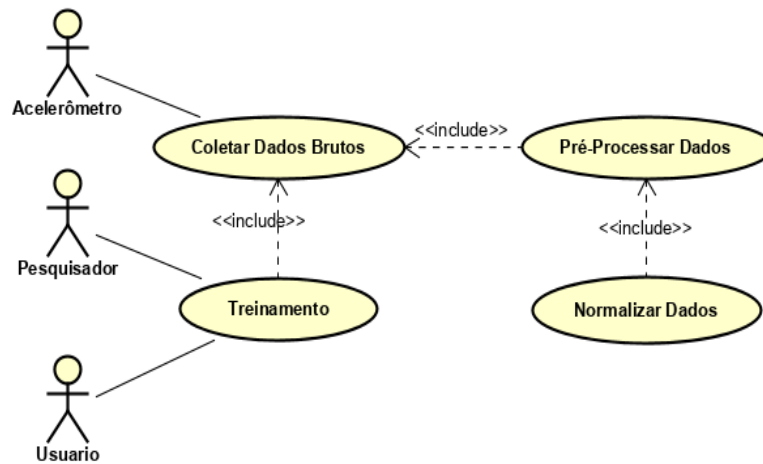 Acelerômetro
<<include>>
Coletar Dados Brutos
Pré-Processar Dados
<<include>>
<<include>>
Pesquisador
Treinamento
Normalizar Dados
Usuario